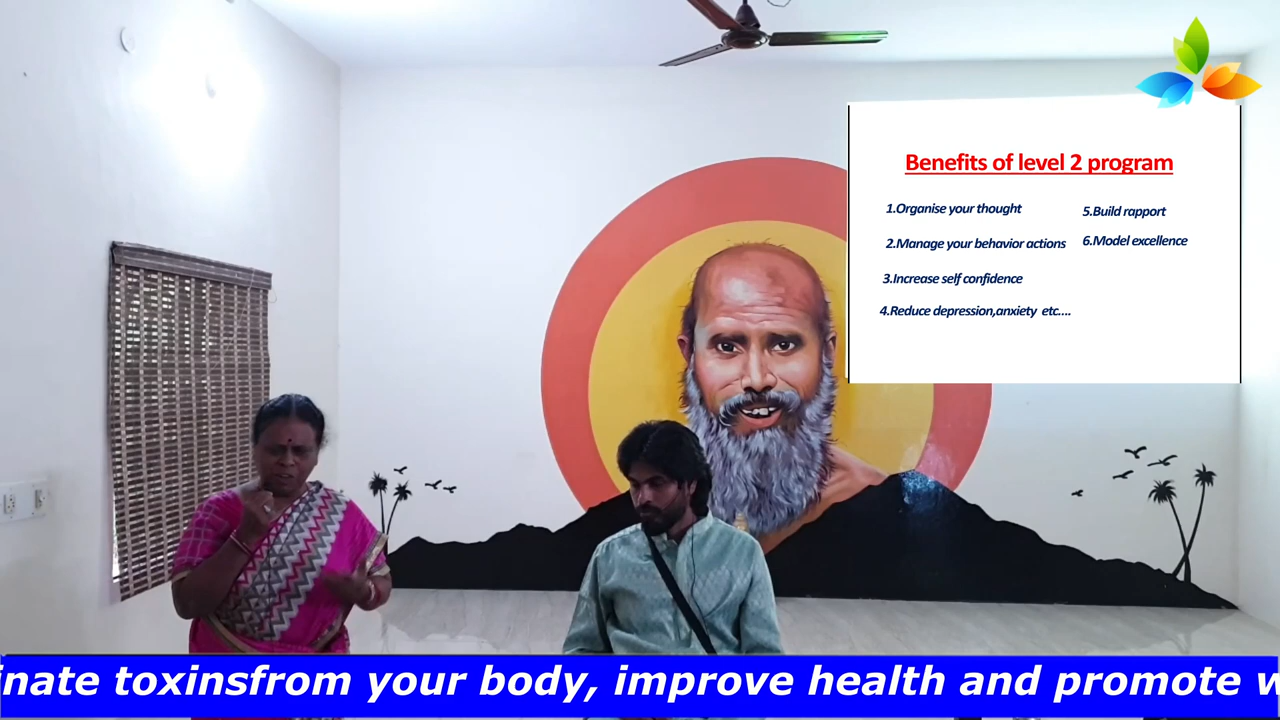 Benefits of level 2 program
1.Organise your thought
2.Manage your behavior actions
3.Increase self confidence
4.Reduce depression,anxiety etc....
5.Build rapport
6.Model excellence
toxinsfrom your body, improve health and promote